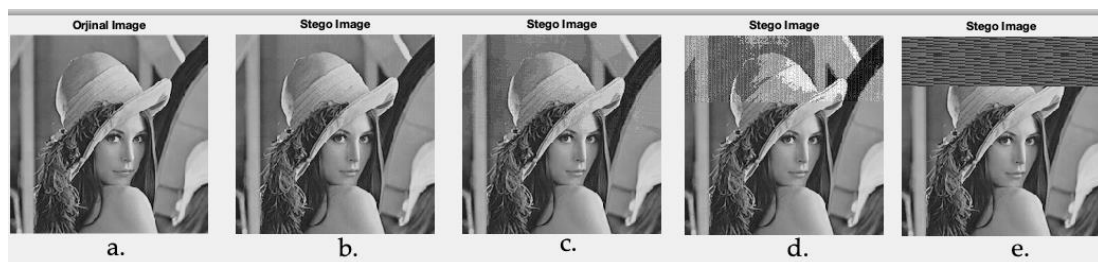 Orjinal Image
Stego Image
Stego Image
Stego Image
Stego Image
a.
b.
c.
d.
e.